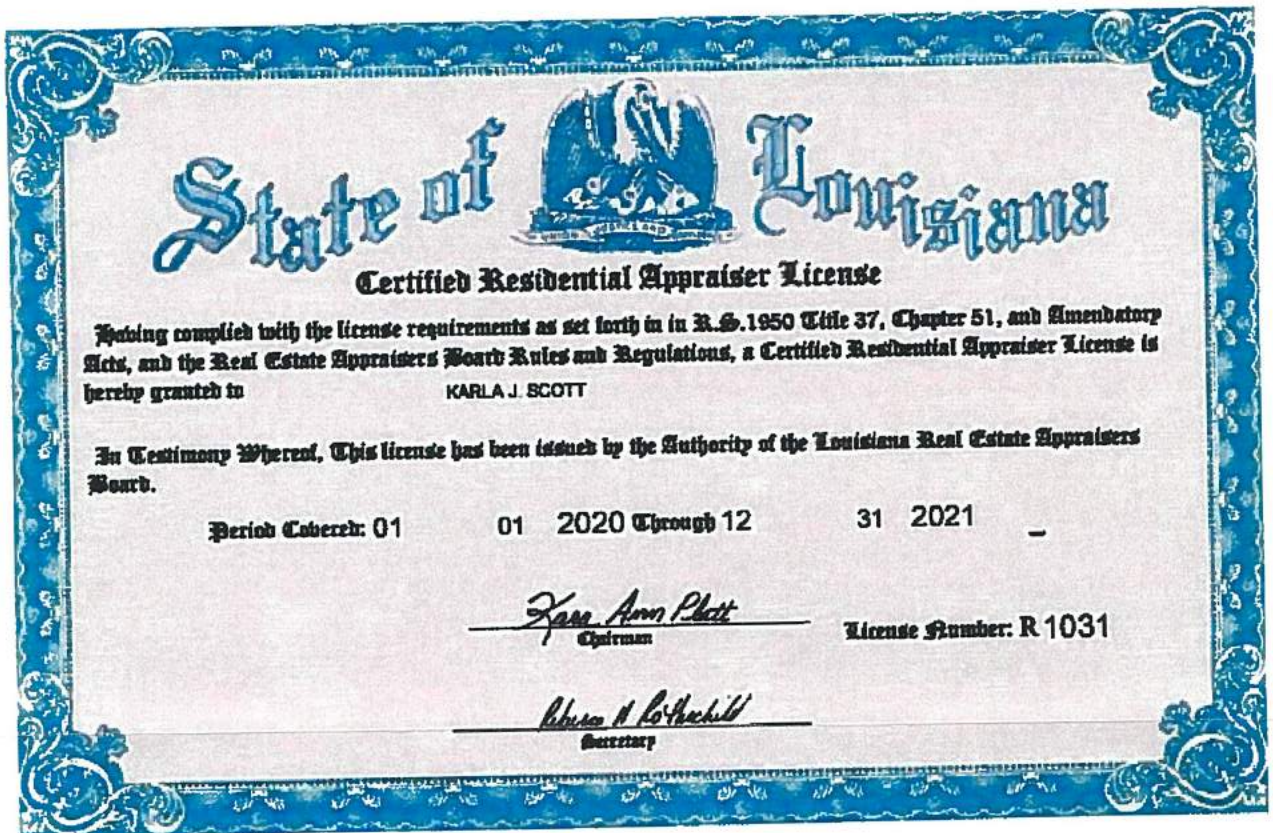 State of Louisiana
Certified Residential Appraiser License
Having complied with the license requirements as set forth in in R.S.1950 Title 37, Chapter 51, and Amendatory
Acts, and the Real Estate Appraisers Board Rules and Regulations, a Certified Residential Appraiser License is
hereby granted to KARLA J. SCOTT
In Testimony Whereof, This license has been issued by the Authority of the Louisiana Real Estate Appraisers
Board.
Period Covered: 01 01 2020 Through 12 31 2021
Ann Platt
Chairman
License Number: R 1031
Rothschild
Secretary